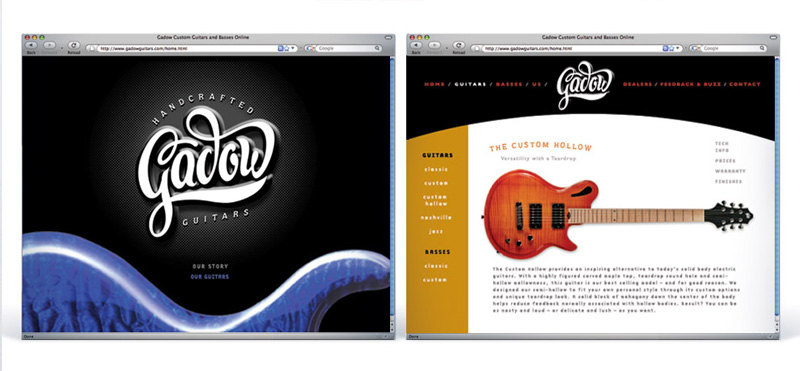 Gadow Custom Guitars and Basses Online
Back
Forward
Reload
http://www.gadowguitars.com/home.html
Google
HANDCRAFTED
Gadow
GUITARS
OUR STORY
OUR GUITARS
Done
Gadow Custom Guitars and Basses Online
Back
Forward
Reload
http://www.gadowguitars.com/home.html
Google
HOME / GUITARS / BASSES / US /
Gadow
DEALERS / FEEDBACK & BUZZ / CONTACT
GUITARS
classic
custom
custom
hollow
nashville
jazz
BASSES
classic
custom
THE CUSTOM HOLLOW
Versatility with a Teardrop
TECH
INFO
PRICES
WARRANTY
FINISHES
The Custom Hollow provides an inspiring alternative to today's solid body electric
guitars. With a highly figured carved maple top, teardrop sound hole and semi-
hollow mellowness, this guitar is our best selling model – and for good reason. We
designed our semi-hollow to fit your own personal style through its custom options
and unique teardrop look. A solid block of mahogany down the center of the body
helps reduce feedback normally associated with hollow bodies. Result? You can be
as nasty and loud – or delicate and lush – as you want.
Done